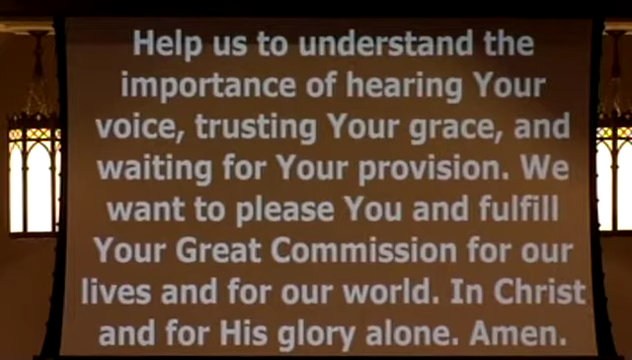 Help us to understand the
importance of hearing Your
voice, trusting Your grace, and
waiting for Your provision. We
want to please You and fulfill
Your Great Commission for our
lives and for our world. In Christ
and for His glory alone. Amen.